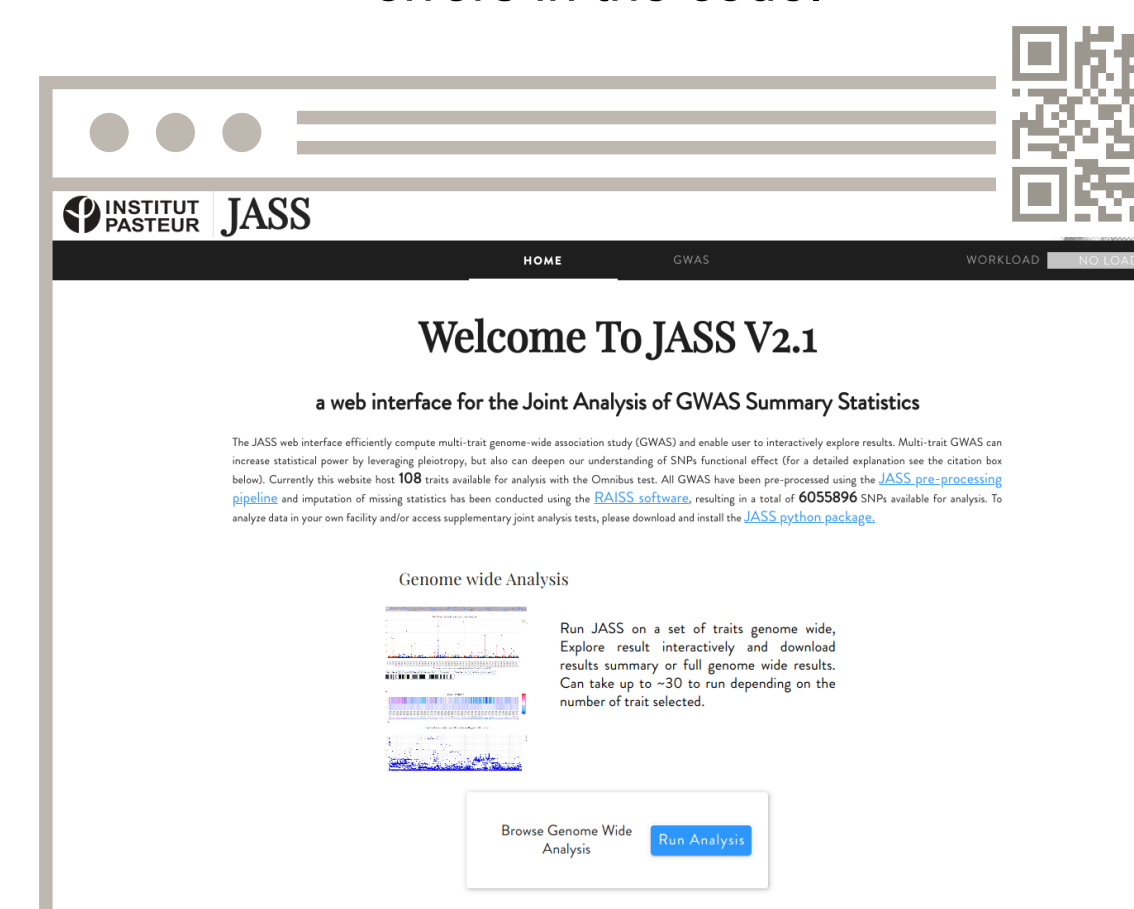 errors in the code.
INSTITUT
PASTEUR
JASS
HOME
GWAS
WORKLOAD
NO LOAD
Welcome To JASS V2.1
a web interface for the Joint Analysis of GWAS Summary Statistics
The JASS web interface efficiently compute multi-trait genome-wide association study (GWAS) and enable user to interactively explore results. Multi-trait GWAS can
increase statistical power by leveraging pleiotropy, but also can deepen our understanding of SNPs functional effect (for a detailed explanation see the citation box
below). Currently this website host 108 traits available for analysis with the Omnibus test. All GWAS have been pre-processed using the JASS pre-processing
pipeline and imputation of missing statistics has been conducted using the RAISS software, resulting in a total of 6055896 SNPs available for analysis. To
analyze data in your own facility and/or access supplementary joint analysis tests, please download and install the JASS python package.
Genome wide Analysis
Run JASS on a set of traits genome wide,
Explore result interactively and download
results summary or full genome wide results.
Can take up to ~30 to run depending on the
number of trait selected.
Browse Genome Wide
Analysis
Run Analysis